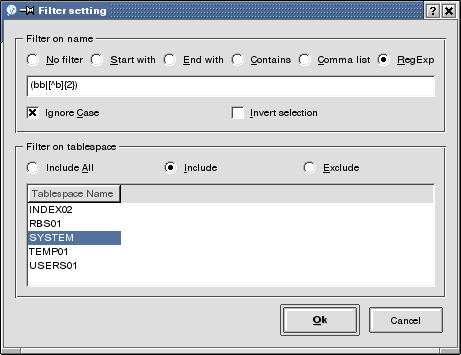 Filter setting
Filter on name
No filter Start with End with Contains Comma list RegExp
(bb|[^b]{2})
Ignore Case Invert selection
Filter on tablespace
Include All Include Exclude
Tablespace Name
INDEX02
RBS01
SYSTEM
TEMP01
USERS01
Ok Cancel